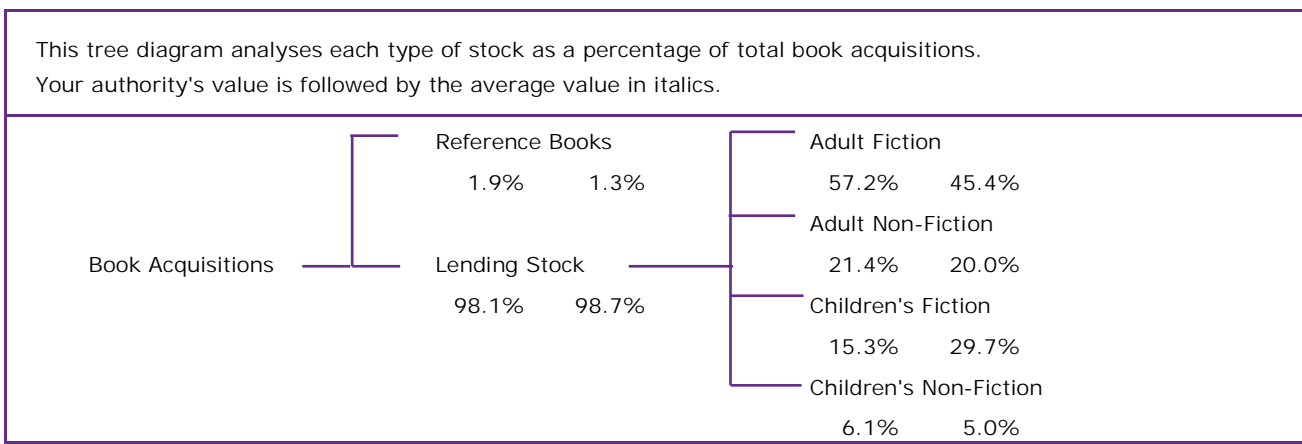 This tree diagram analyses each type of stock as a percentage of total book acquisitions.
Your authority's value is followed by the average value in italics.
Reference Books
1.9% 1.3%
Book Acquisitions
Lending Stock
98.1% 98.7%
Adult Fiction
57.2% 45.4%
Adult Non-Fiction
21.4% 20.0%
Children's Fiction
15.3% 29.7%
Children's Non-Fiction
6.1% 5.0%